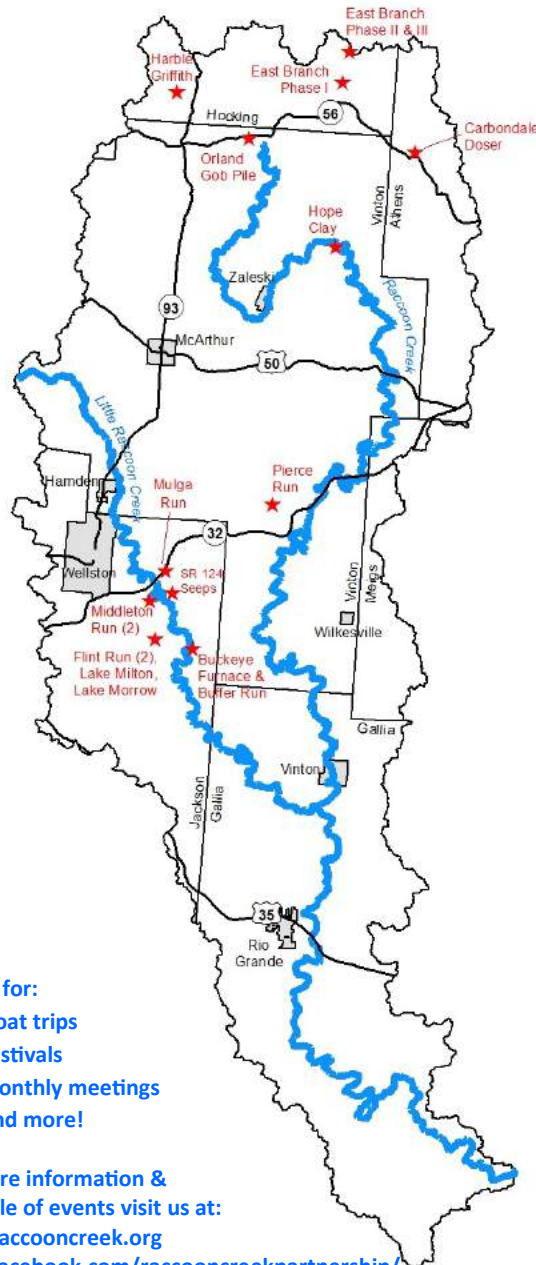 East Branch
Phase II & III
Harble
Griffith
East Branch
Phase I
Hocking
56
Carbondale
Doser
Orland
Gob Pile
Vinton
Athens
Hope
Clay
Zaleski
Raccoon Creek
93
McArthur
50
Little Raccoon Creek
Hamden
Mulga
Run
Pierce
Run
32
Wellston
SR 124
Seeps
Vinton
Meigs
Middleton
Run (2)
Wilkesville
Flint Run (2),
Lake Milton,
Lake Morrow
Buckeye
Furnace &
Buffer Run
Gallia
Vinton
Jackson
Gallia
35
Rio
Grande
for:
oat trips
stivals
onthly meetings
nd more!
re information &
le of events visit us at:
accooncreek.org
acebook.com/raccooncreekpartnership/